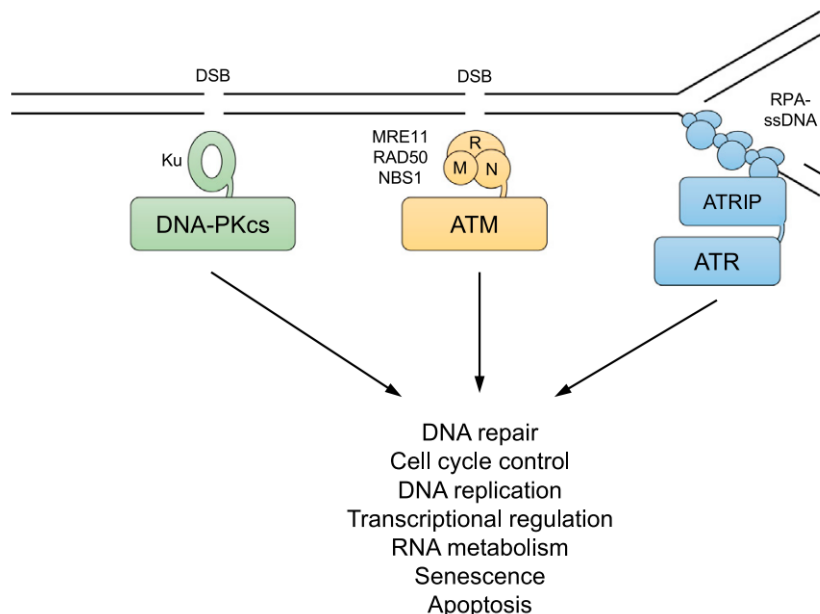 DSB
DSB
RPA-
ssDNA
Ku
MRE11
RAD50
NBS1
R
M
N
DNA-PKcs
ATM
ATRIP
ATR
DNA repair
Cell cycle control
DNA replication
Transcriptional regulation
RNA metabolism
Senescence
Apoptosis